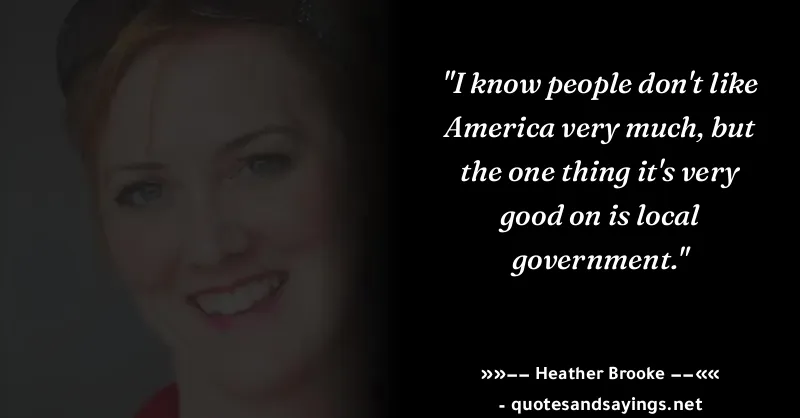 "I know people don't like
America very much, but
the one thing it's very
good on is local
government."
»»−− Heather Brooke −−««
- quotesandsayings.net